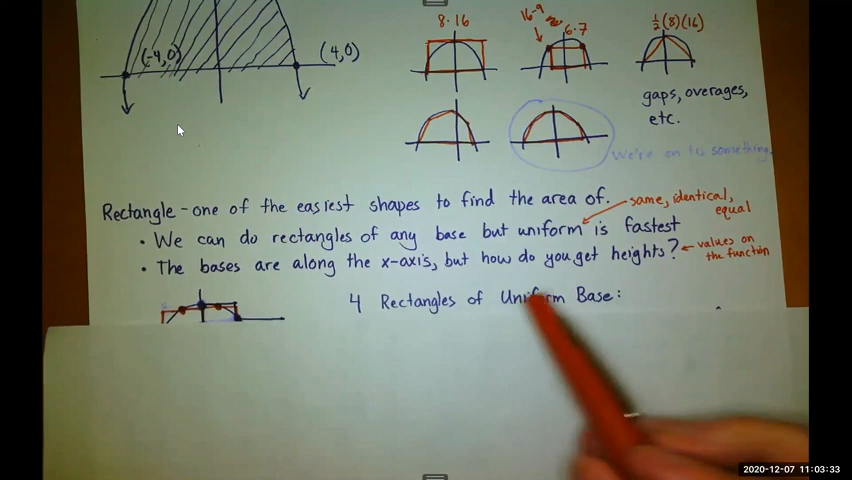 8·16
16-9
6·7
½(8)(16)
(-4,0)
(4,0)
gaps, overages,
etc.
We're on to something.
Rectangle - one of the easiest shapes to find the area of.
same, identical,
equal
• We can do rectangles of any base but uniform is fastest
• The bases are along the x-axis, but how do you get heights?
values on
the function
4 Rectangles of Uniform Base:
2020-12-07 11:03:33